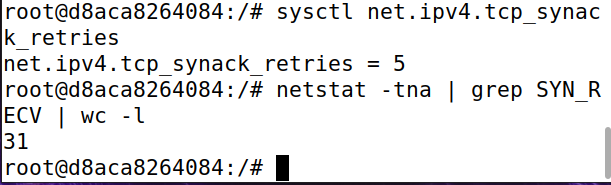 root@d8aca8264084:/# sysctl net.ipv4.tcp_synac
k_retries
net.ipv4.tcp_synack_retries = 5
root@d8aca8264084:/# netstat -tna | grep SYN_R
ECV | wc -l
31
root@d8aca8264084:/#